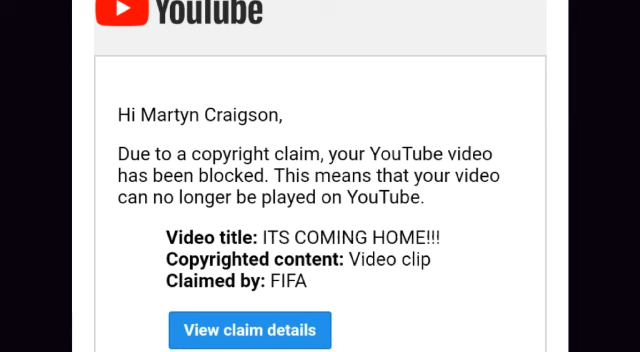 YouTube
Hi Martyn Craigson,
Due to a copyright claim, your YouTube video
has been blocked. This means that your video
can no longer be played on YouTube.
Video title: ITS COMING HOME!!!
Copyrighted content: Video clip
Claimed by: FIFA
View claim details